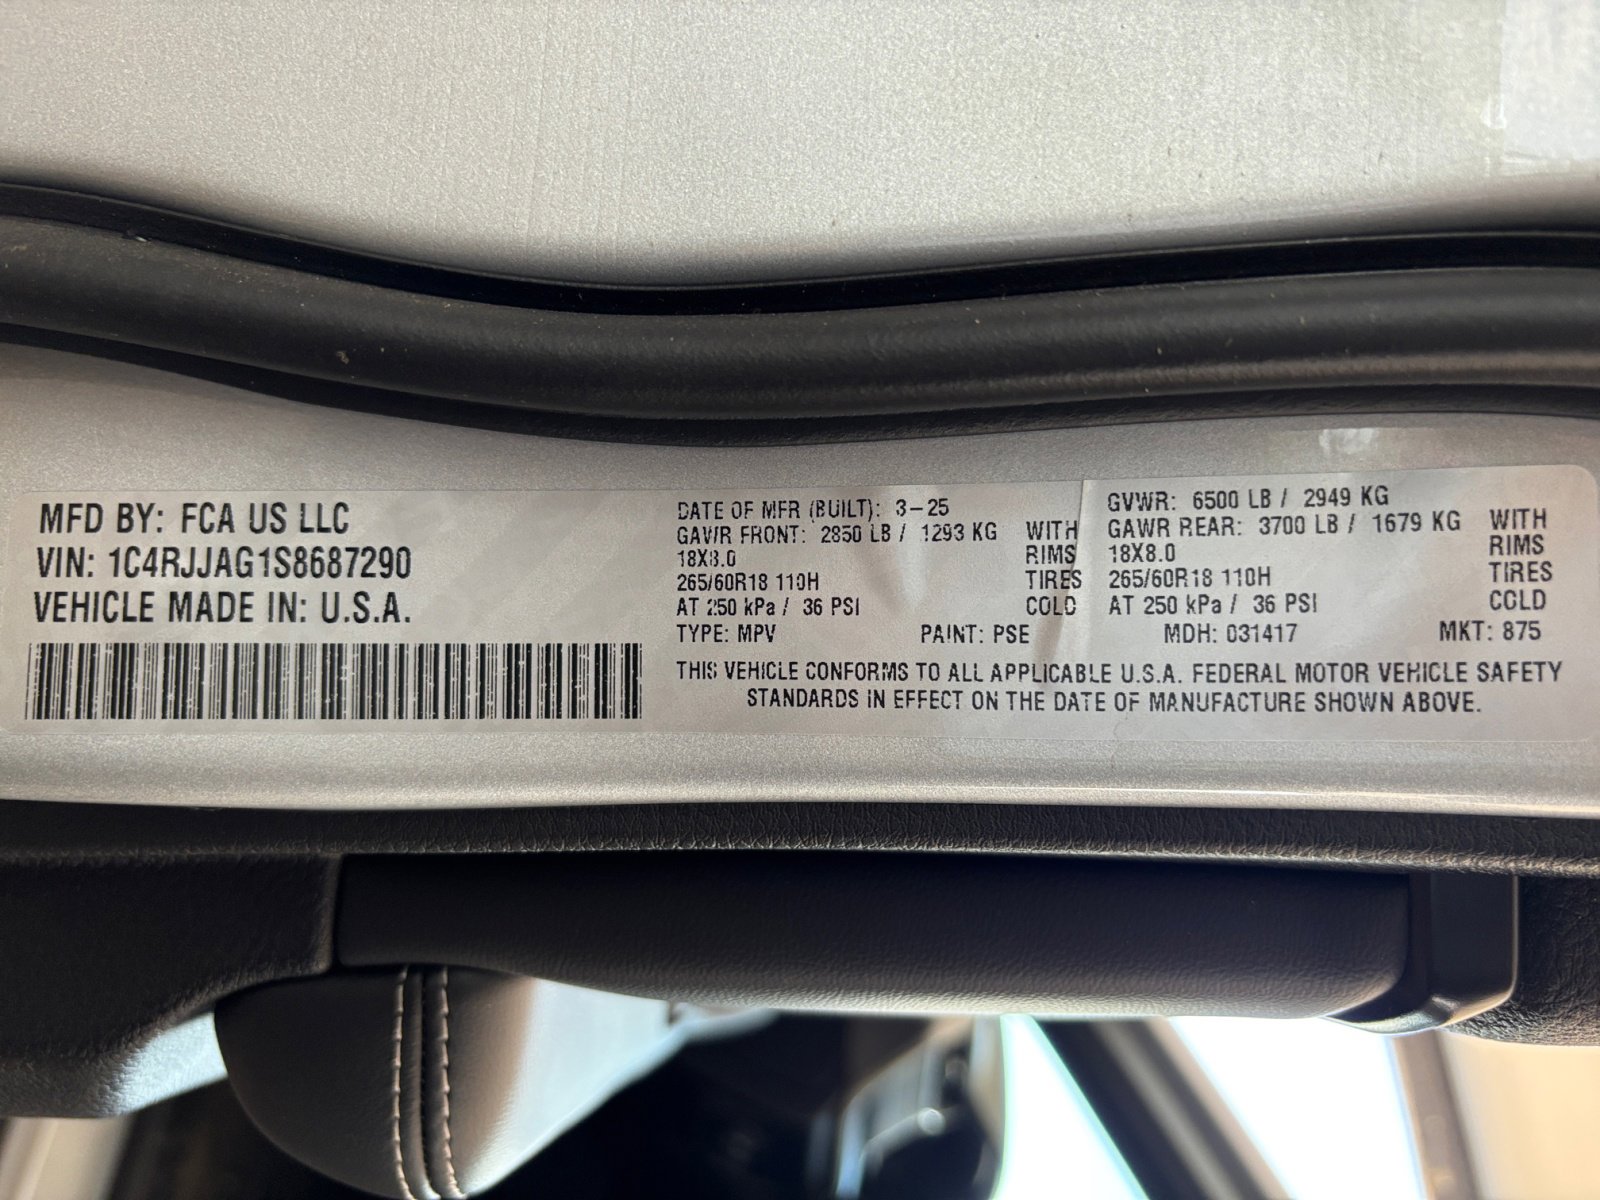 MFD BY: FCA US LLC
VIN: 1C4RJJAG1S8687290
VEHICLE MADE IN: U.S.A.
DATE OF MFR (BUILT): 3-25
GAWR FRONT: 2850 LB / 1293 KG WITH
18X8.0 RIMS
265/60R18 110H TIRES
AT 250 kPa / 36 PSI COLD
GVWR: 6500 LB / 2949 KG
GAWR REAR: 3700 LB / 1679 KG WITH
18X8.0 RIMS
265/60R18 110H TIRES
AT 250 kPa / 36 PSI COLD
TYPE: MPV PAINT: PSE MDH: 031417 MKT: 875
THIS VEHICLE CONFORMS TO ALL APPLICABLE U.S.A. FEDERAL MOTOR VEHICLE SAFETY
STANDARDS IN EFFECT ON THE DATE OF MANUFACTURE SHOWN ABOVE.